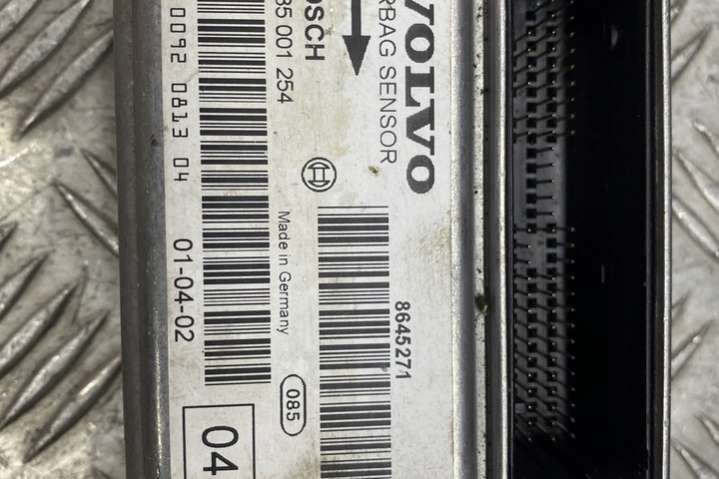 VOLVO
RBAG SENSOR
OSCH
85 001 254
8645271
Made in Germany
085
0092 0813 04
01-04-02
04